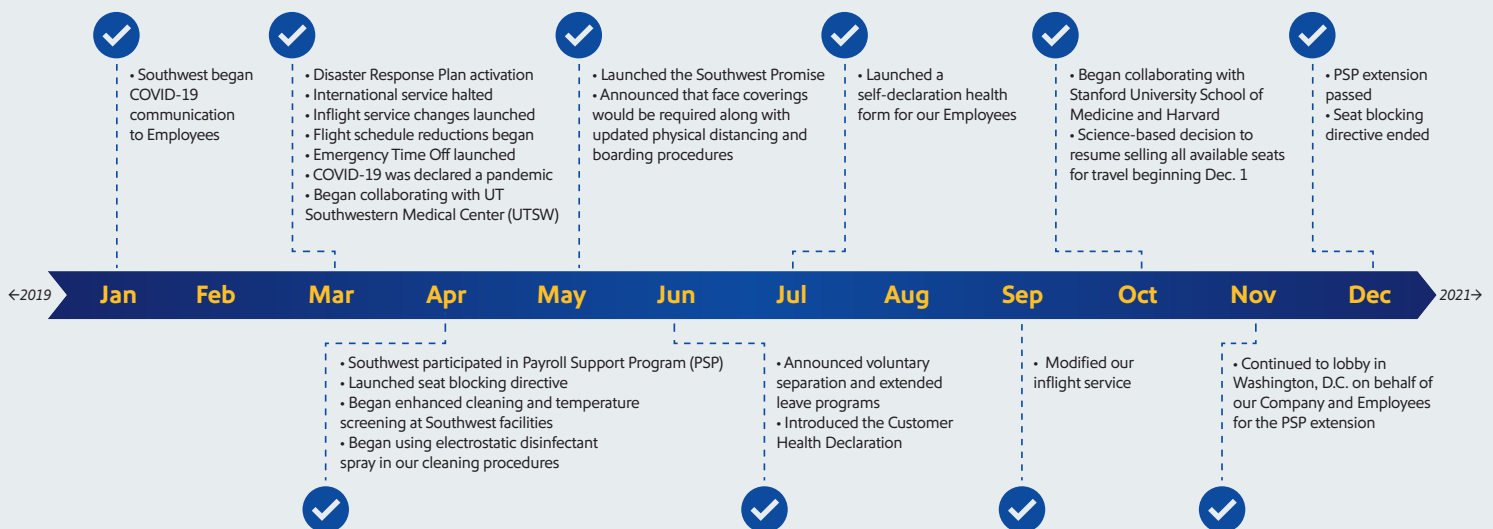 • Southwest began
COVID-19
communication
to Employees
• Disaster Response Plan activation
• International service halted
• Inflight service changes launched
• Flight schedule reductions began
• Emergency Time Off launched
• COVID-19 was declared a pandemic
• Began collaborating with UT
Southwestern Medical Center (UTSW)
• Launched the Southwest Promise
• Announced that face coverings
would be required along with
updated physical distancing and
boarding procedures
• Launched a
self-declaration health
form for our Employees
• Began collaborating with
Stanford University School of
Medicine and Harvard
• Science-based decision to
resume selling all available seats
for travel beginning Dec. 1
• PSP extension
passed
• Seat blocking
directive ended
←2019 Jan Feb Mar Apr May Jun Jul Aug Sep Oct Nov Dec 2021→
• Southwest participated in Payroll Support Program (PSP)
• Launched seat blocking directive
• Began enhanced cleaning and temperature
screening at Southwest facilities
• Began using electrostatic disinfectant
spray in our cleaning procedures
• Announced voluntary
separation and extended
leave programs
• Introduced the Customer
Health Declaration
• Modified our
inflight service
• Continued to lobby in
Washington, D.C. on behalf of
our Company and Employees
for the PSP extension